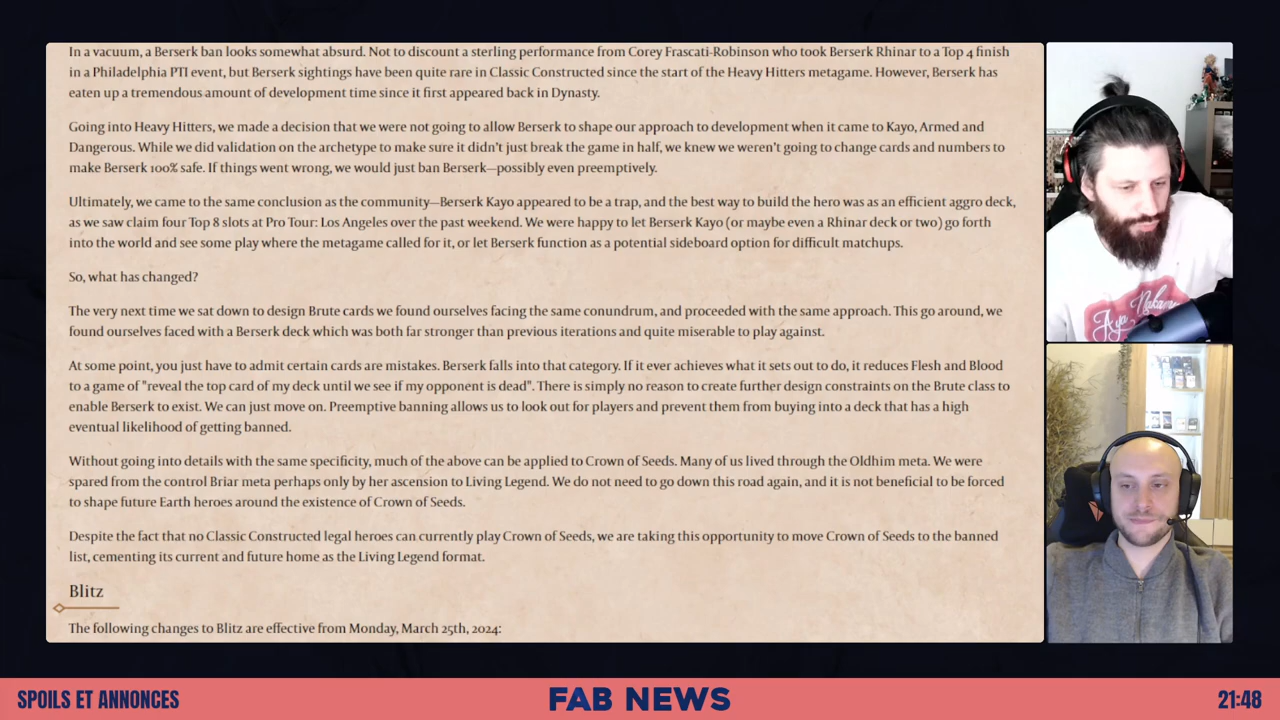 In a vacuum, a Berserk ban looks somewhat absurd. Not to discount a sterling performance from Corey Frascati-Robinson who took Berserk Rhinar to a Top 4 finish
in a Philadelphia PTI event, but Berserk sightings have been quite rare in Classic Constructed since the start of the Heavy Hitters metagame. However, Berserk has
eaten up a tremendous amount of development time since it first appeared back in Dynasty.
Going into Heavy Hitters, we made a decision that we were not going to allow Berserk to shape our approach to development when it came to Kayo, Armed and
Dangerous. While we did validation on the archetype to make sure it didn't just break the game in half, we knew we weren't going to change cards and numbers to
make Berserk 100% safe. If things went wrong, we would just ban Berserk—possibly even preemptively.
Ultimately, we came to the same conclusion as the community—Berserk Kayo appeared to be a trap, and the best way to build the hero was as an efficient aggro deck,
as we saw claim four Top 8 slots at Pro Tour: Los Angeles over the past weekend. We were happy to let Berserk Kayo (or maybe even a Rhinar deck or two) go forth
into the world and see some play where the metagame called for it, or let Berserk function as a potential sideboard option for difficult matchups.
So, what has changed?
The very next time we sat down to design Brute cards we found ourselves facing the same conundrum, and proceeded with the same approach. This go around, we
found ourselves faced with a Berserk deck which was both far stronger than previous iterations and quite miserable to play against.
At some point, you just have to admit certain cards are mistakes. Berserk falls into that category. If it ever achieves what it sets out to do, it reduces Flesh and Blood
to a game of "reveal the top card of my deck until we see if my opponent is dead". There is simply no reason to create further design constraints on the Brute class to
enable Berserk to exist. We can just move on. Preemptive banning allows us to look out for players and prevent them from buying into a deck that has a high
eventual likelihood of getting banned.
Without going into details with the same specificity, much of the above can be applied to Crown of Seeds. Many of us lived through the Oldhim meta. We were
spared from the control Briar meta perhaps only by her ascension to Living Legend. We do not need to go down this road again, and it is not beneficial to be forced
to shape future Earth heroes around the existence of Crown of Seeds.
Despite the fact that no Classic Constructed legal heroes can currently play Crown of Seeds, we are taking this opportunity to move Crown of Seeds to the banned
list, cementing its current and future home as the Living Legend format.
Blitz
The following changes to Blitz are effective from Monday, March 25th, 2024:
SPOILS ET ANNONCES
FAB NEWS
21:48